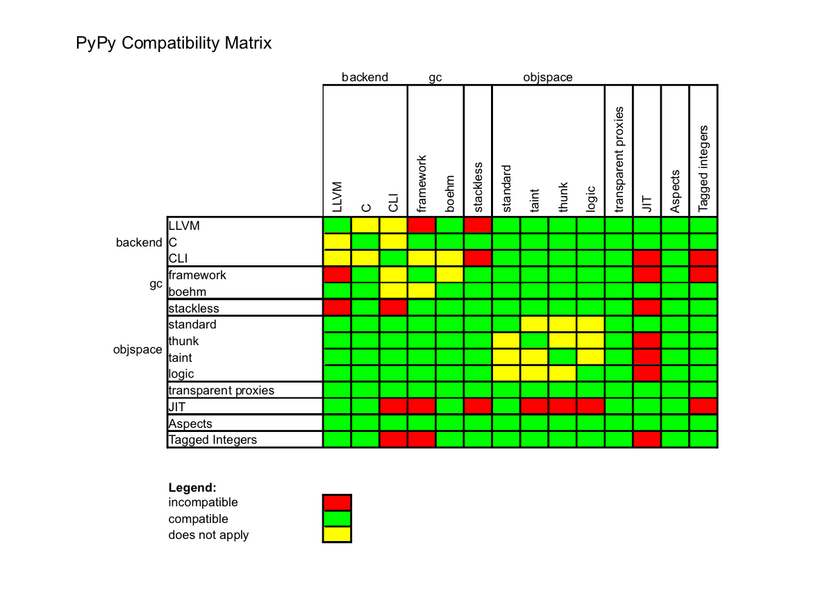 PyPy Compatibility Matrix
backend gc objspace
LLVM C CLI framework boehm stackless standard taint thunk logic transparent proxies JIT Aspects Tagged integers
LLVM
backend C
CLI
framework
gc
boehm
stackless
standard
thunk
objspace
taint
logic
transparent proxies
JIT
Aspects
Tagged Integers
Legend:
incompatible
compatible
does not apply